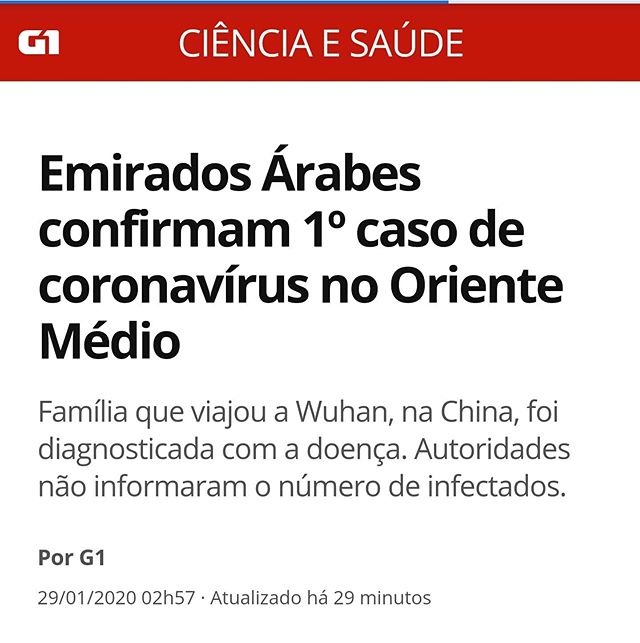 G1 CIÊNCIA E SAÚDE
Emirados Árabes
confirmam 1º caso de
coronavírus no Oriente
Médio
Família que viajou a Wuhan, na China, foi
diagnosticada com a doença. Autoridades
não informaram o número de infectados.
Por G1
29/01/2020 02h57 · Atualizado há 29 minutos